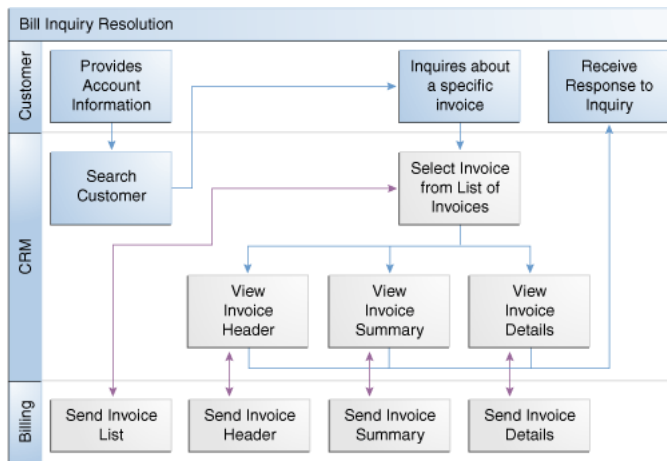 Bill Inquiry Resolution
Customer
Provides
Account
Information
Inquires about
a specific
invoice
Receive
Response to
Inquiry
CRM
Search
Customer
Select Invoice
from List of
Invoices
View
Invoice
Header
View
Invoice
Summary
View
Invoice
Details
Billing
Send Invoice
List
Send Invoice
Header
Send Invoice
Summary
Send Invoice
Details